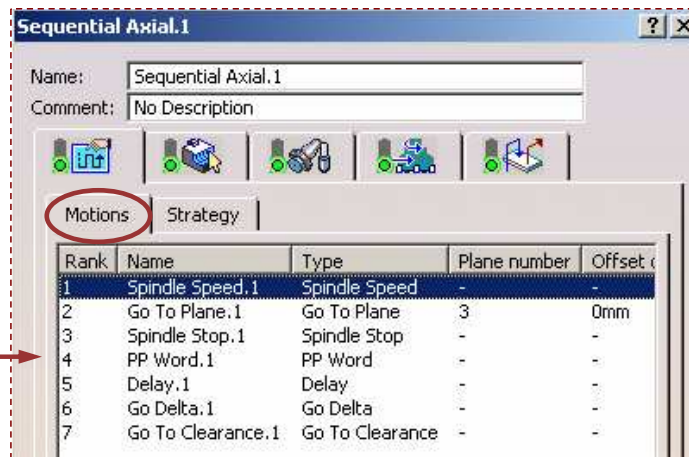 Sequential Axial.1
Name: Sequential Axial.1
Comment: No Description
Motions Strategy
Rank Name Type Plane number Offset
1 Spindle Speed.1 Spindle Speed - -
2 Go To Plane.1 Go To Plane 3 0mm
3 Spindle Stop.1 Spindle Stop - -
4 PP Word.1 PP Word - -
5 Delay.1 Delay - -
6 Go Delta.1 Go Delta - -
7 Go To Clearance.1 Go To Clearance - -